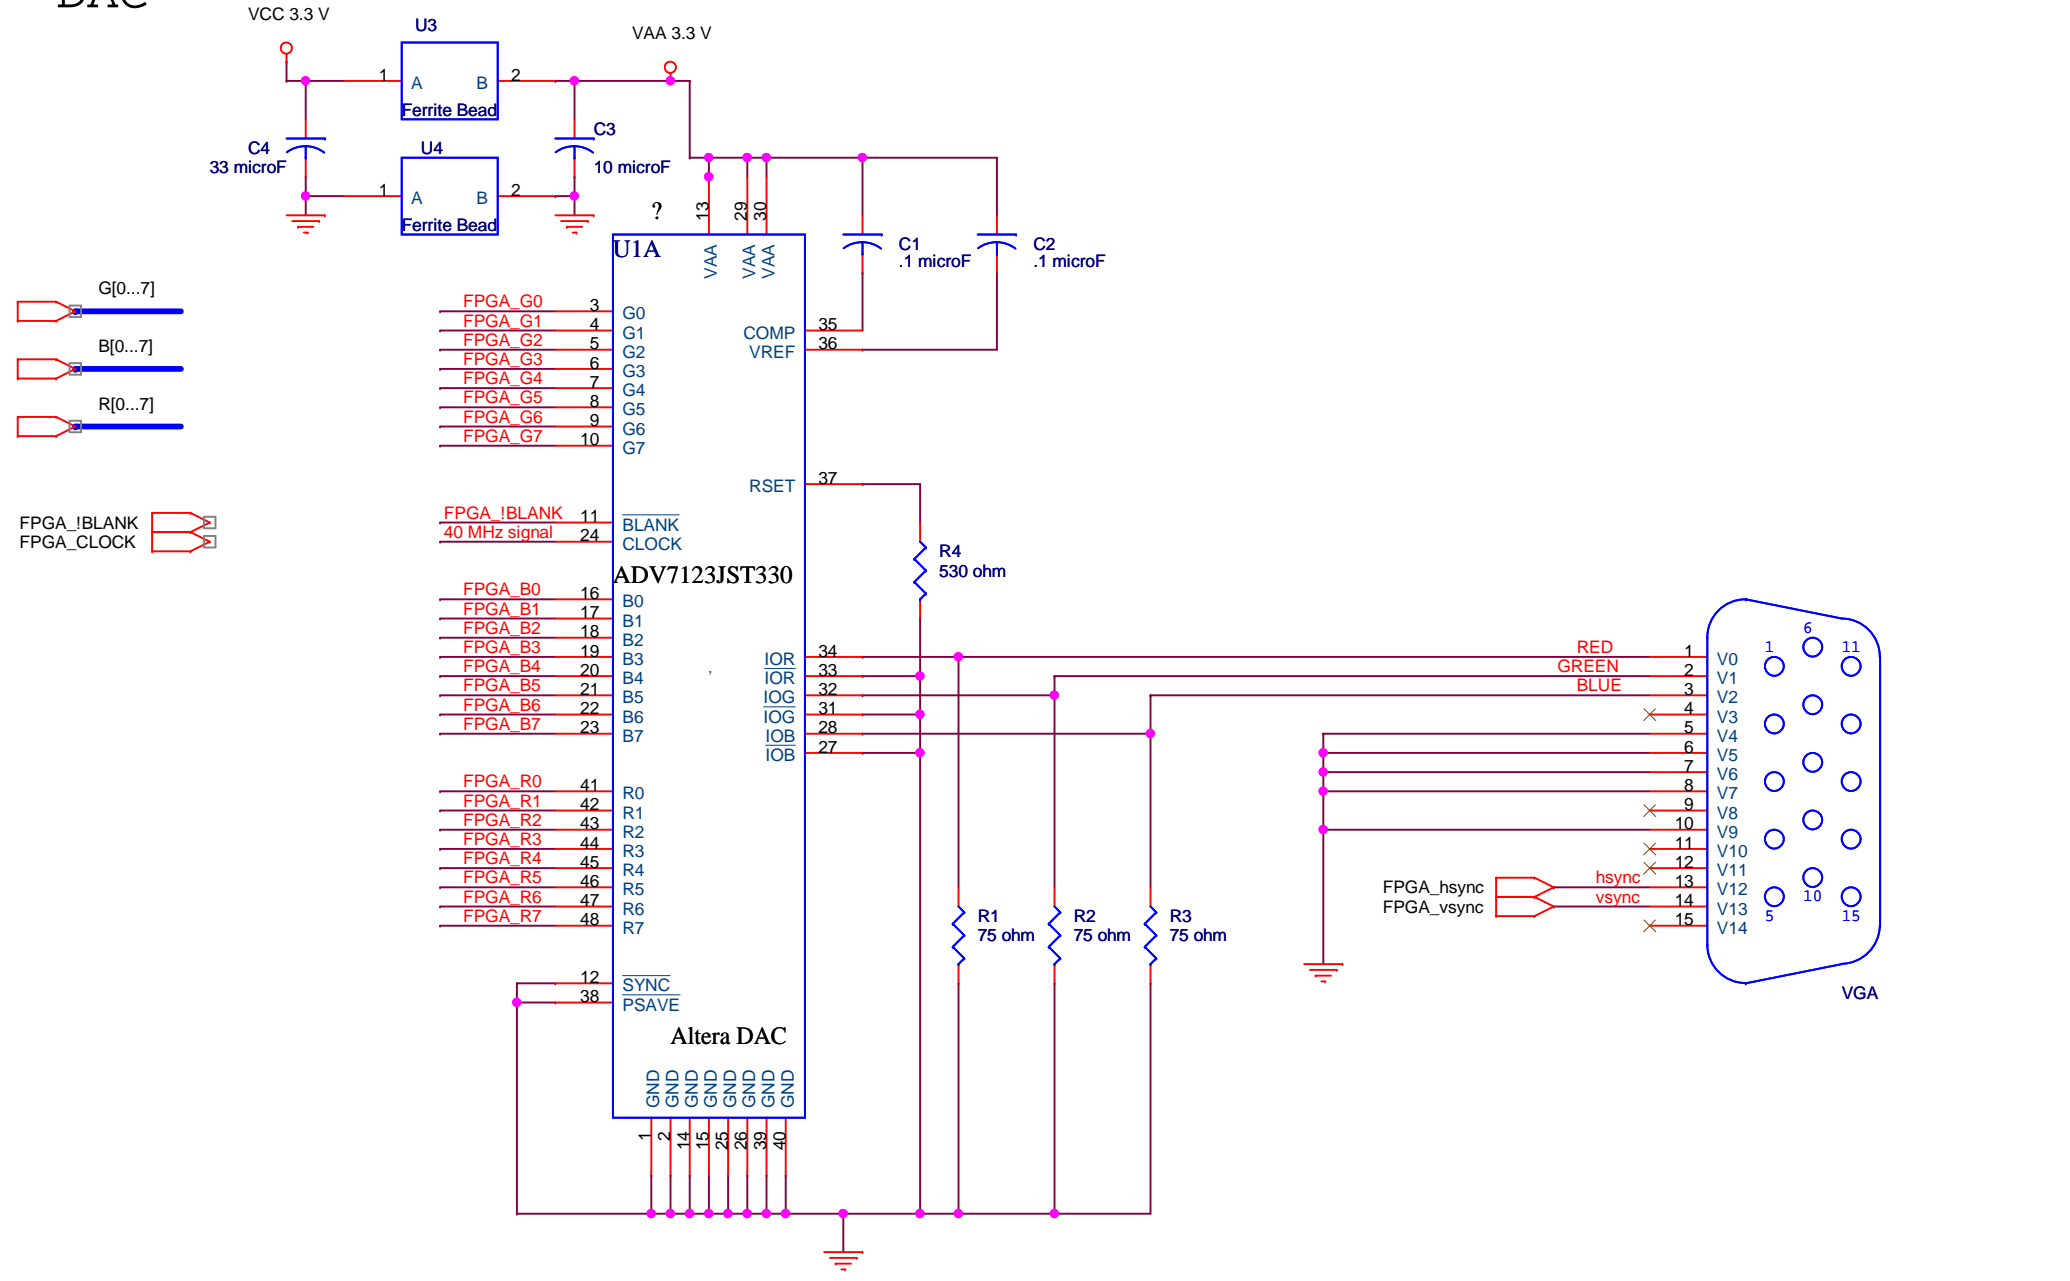 DAC
VCC 3.3 V
U3
VAA 3.3 V
1 A B 2
Ferrite Bead
C4
33 microF
C3
10 microF
U4
1 A B 2
Ferrite Bead
?
13 29 30
U1A
VAA VAA VAA
C1
.1 microF
C2
.1 microF
G[0...7]
B[0...7]
R[0...7]
FPGA_G0 3 G0
FPGA_G1 4 G1
FPGA_G2 5 G2
FPGA_G3 6 G3
FPGA_G4 7 G4
FPGA_G5 8 G5
FPGA_G6 9 G6
FPGA_G7 10 G7
COMP 35
VREF 36
RSET 37
FPGA_!BLANK
FPGA_CLOCK
FPGA_!BLANK 11 BLANK
40 MHz signal 24 CLOCK
R4
530 ohm
ADV7123JST330
FPGA_B0 16 B0
FPGA_B1 17 B1
FPGA_B2 18 B2
FPGA_B3 19 B3
FPGA_B4 20 B4
FPGA_B5 21 B5
FPGA_B6 22 B6
FPGA_B7 23 B7
,
IOR 34
IOR 33
IOG 32
IOG 31
IOB 28
IOB 27
FPGA_R0 41 R0
FPGA_R1 42 R1
FPGA_R2 43 R2
FPGA_R3 44 R3
FPGA_R4 45 R4
FPGA_R5 46 R5
FPGA_R6 47 R6
FPGA_R7 48 R7
R1
75 ohm
R2
75 ohm
R3
75 ohm
12 SYNC
38 PSAVE
Altera DAC
GND GND GND GND GND GND GND GND
1 2 14 15 25 26 39 40
RED 1 V0
GREEN 2 V1
BLUE 3 V2
4 V3
5 V4
6 V5
7 V6
8 V7
9 V8
10 V9
11 V10
12 V11
FPGA_hsync hsync 13 V12
FPGA_vsync vsync 14 V13
15 V14
1 6 11
5 10 15
VGA